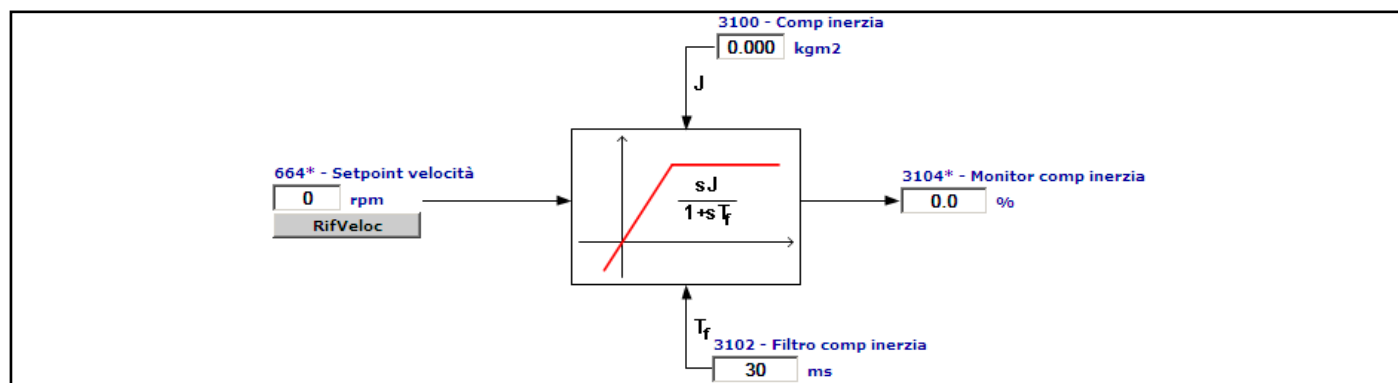 3100 - Comp inerzia
0.000 kgm2
J
664* - Setpoint velocità
0 rpm
RifVeloc
sJ
1+sTf
3104* - Monitor comp inerzia
0.0 %
Tf
3102 - Filtro comp inerzia
30 ms